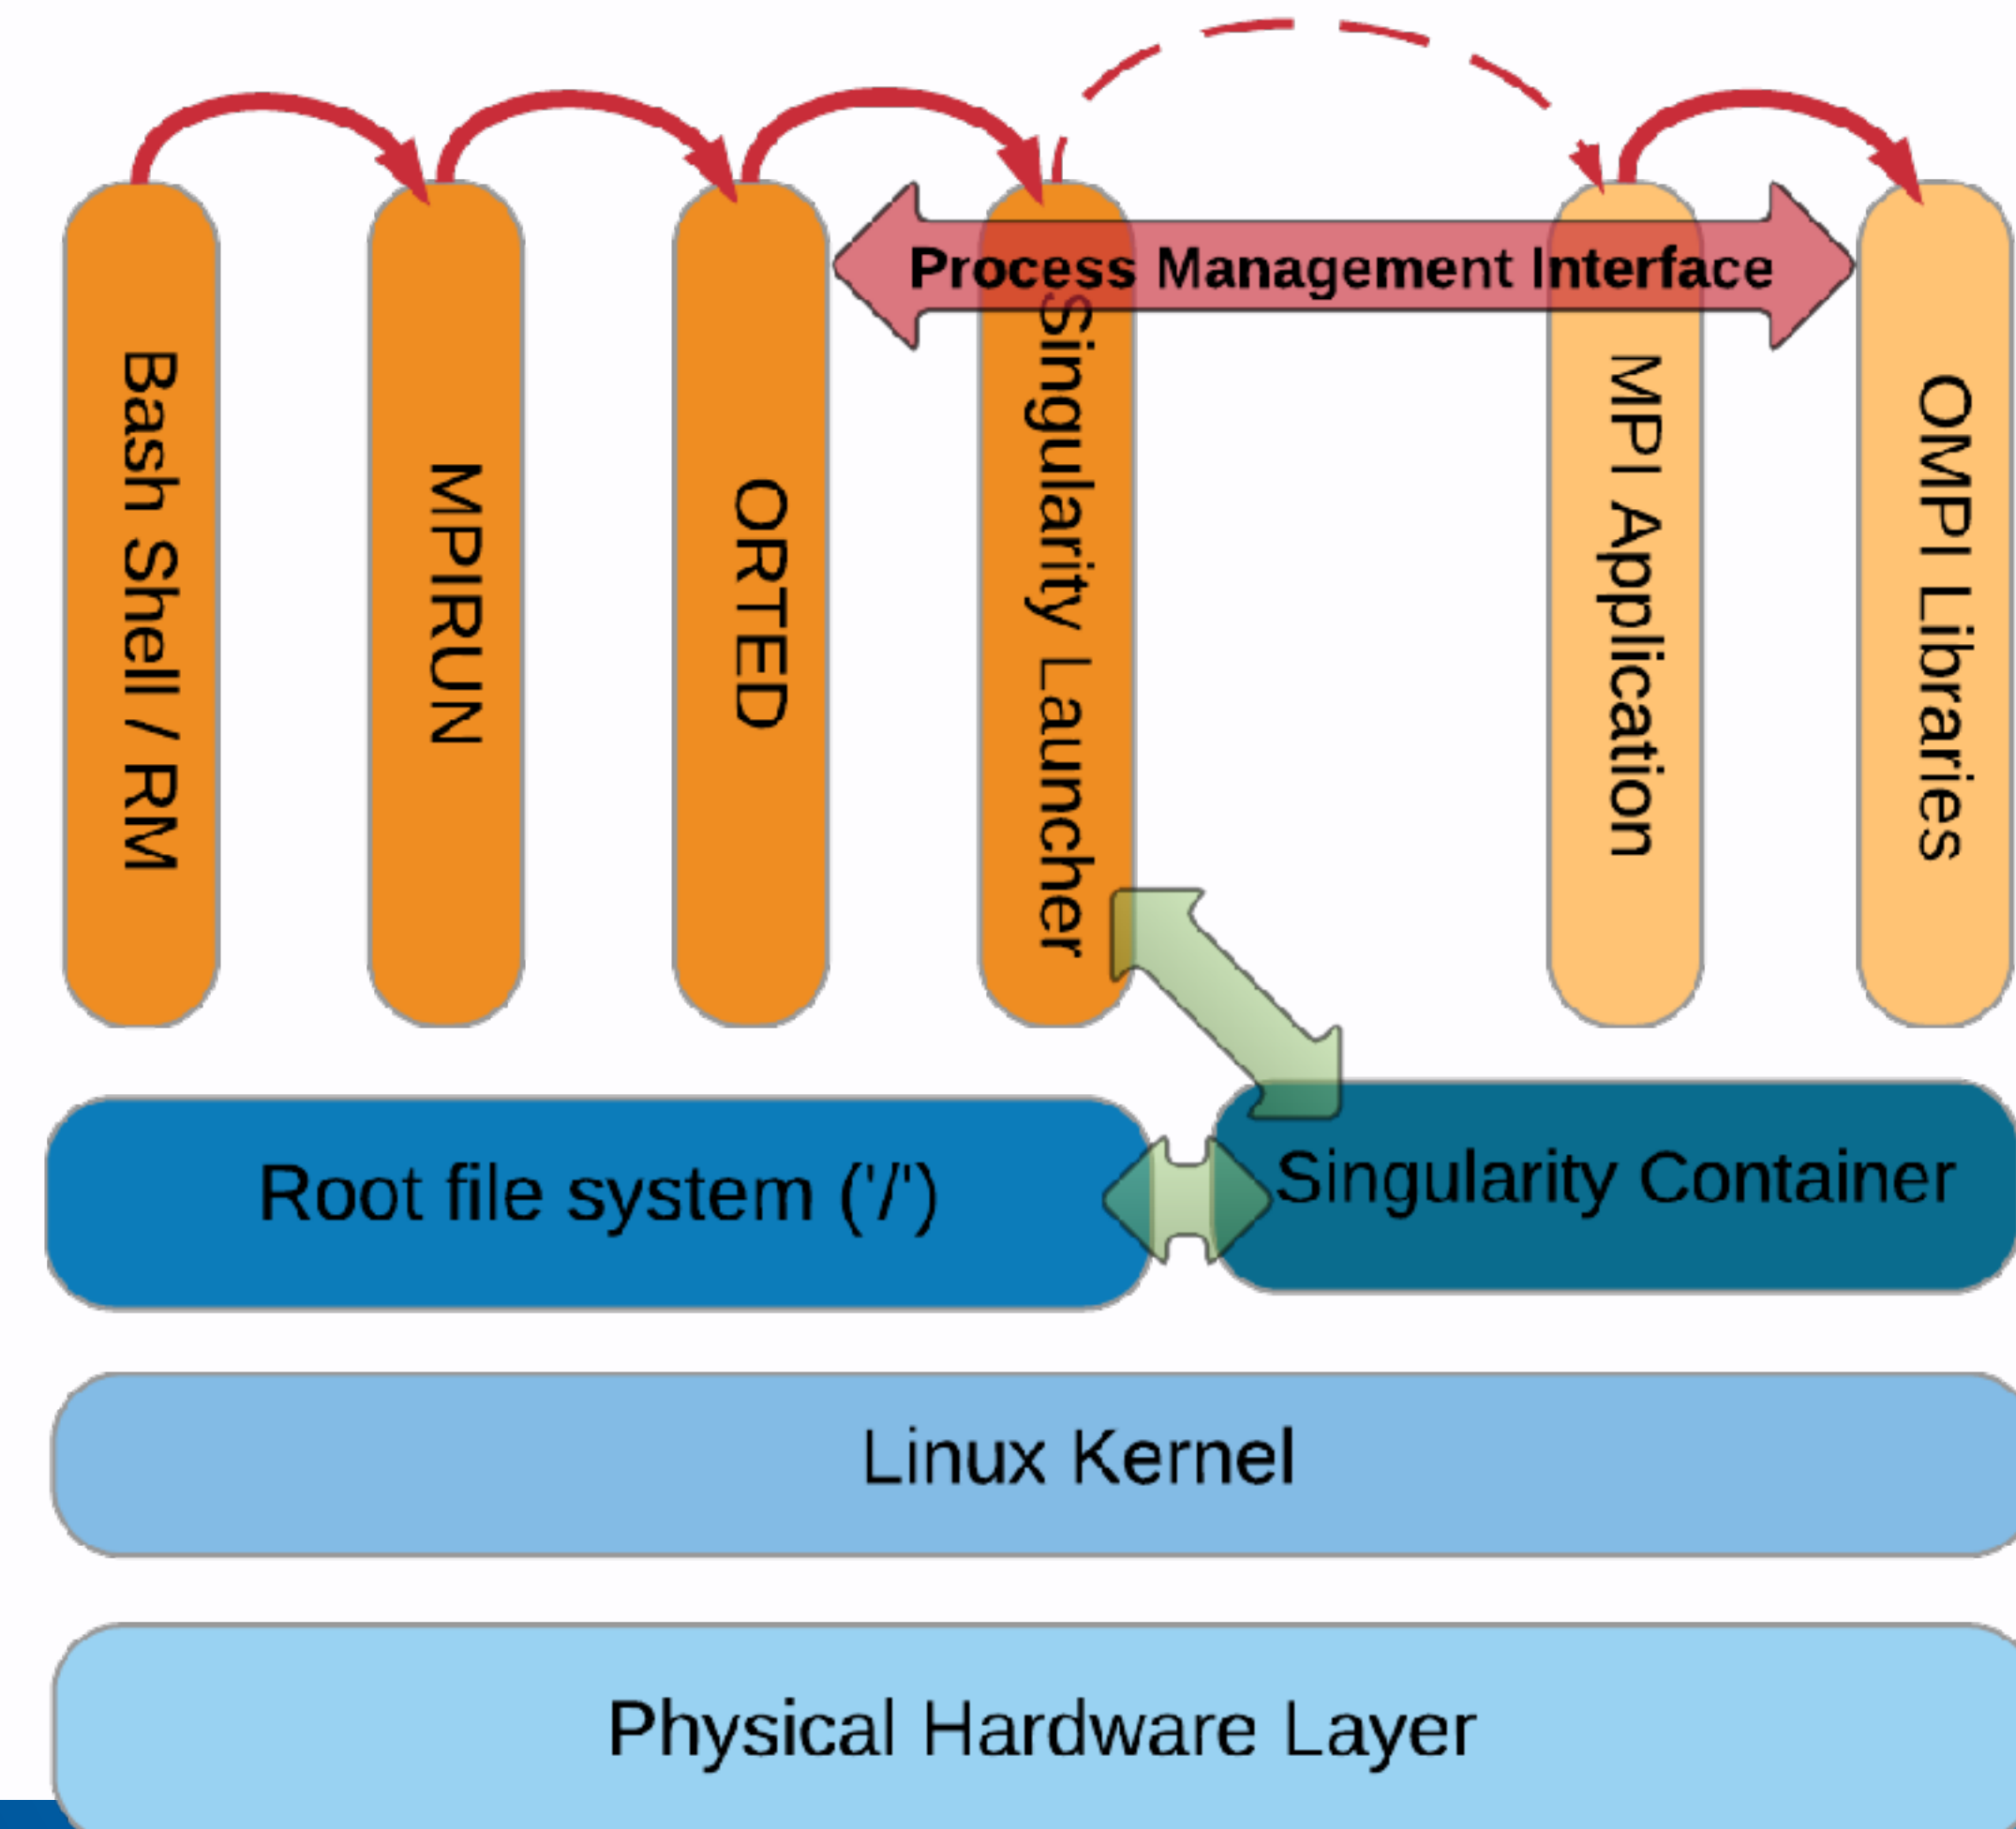 Process Management Interface
Bash Shell / RM
MPIRUN
ORTED
Singularity Launcher
MPI Application
OMPI Libraries
Root file system ('/')
Singularity Container
Linux Kernel
Physical Hardware Layer